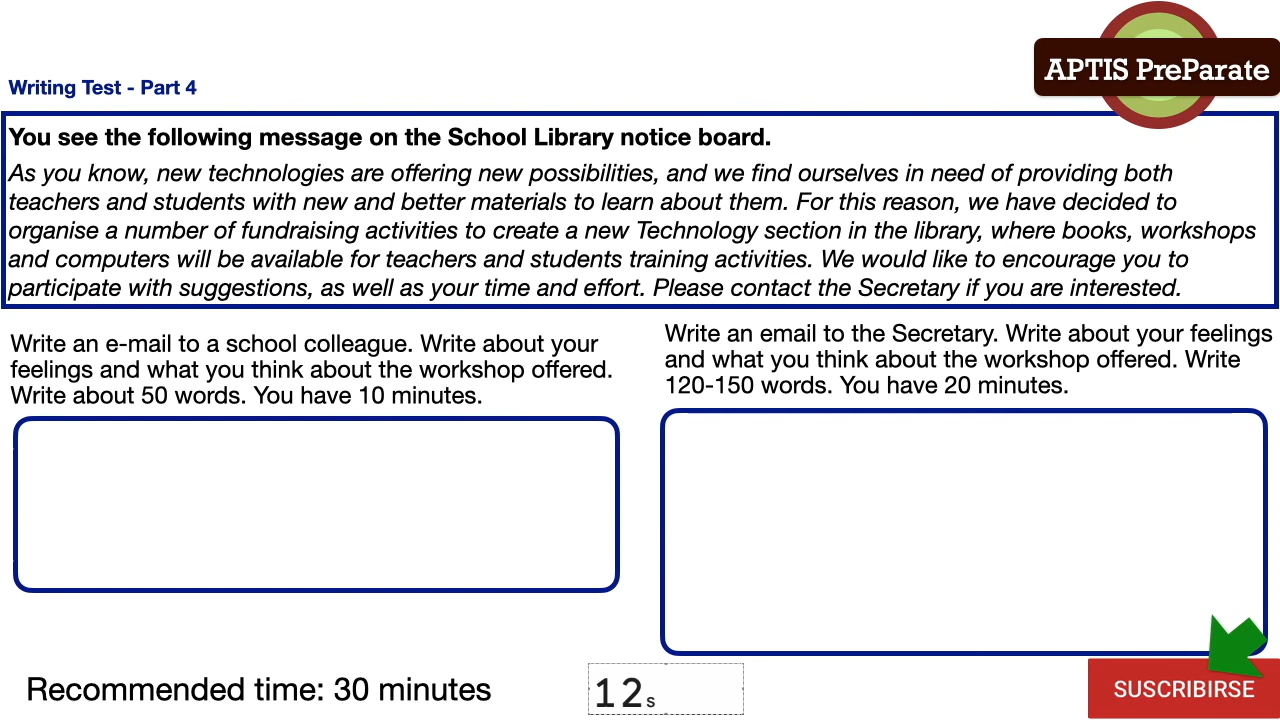 APTIS PreParate
Writing Test - Part 4
You see the following message on the School Library notice board.
As you know, new technologies are offering new possibilities, and we find ourselves in need of providing both
teachers and students with new and better materials to learn about them. For this reason, we have decided to
organise a number of fundraising activities to create a new Technology section in the library, where books, workshops
and computers will be available for teachers and students training activities. We would like to encourage you to
participate with suggestions, as well as your time and effort. Please contact the Secretary if you are interested.
Write an e-mail to a school colleague. Write about your
feelings and what you think about the workshop offered.
Write about 50 words. You have 10 minutes.
Write an email to the Secretary. Write about your feelings
and what you think about the workshop offered. Write
120-150 words. You have 20 minutes.
Recommended time: 30 minutes
12s
SUSCRIBIRSE